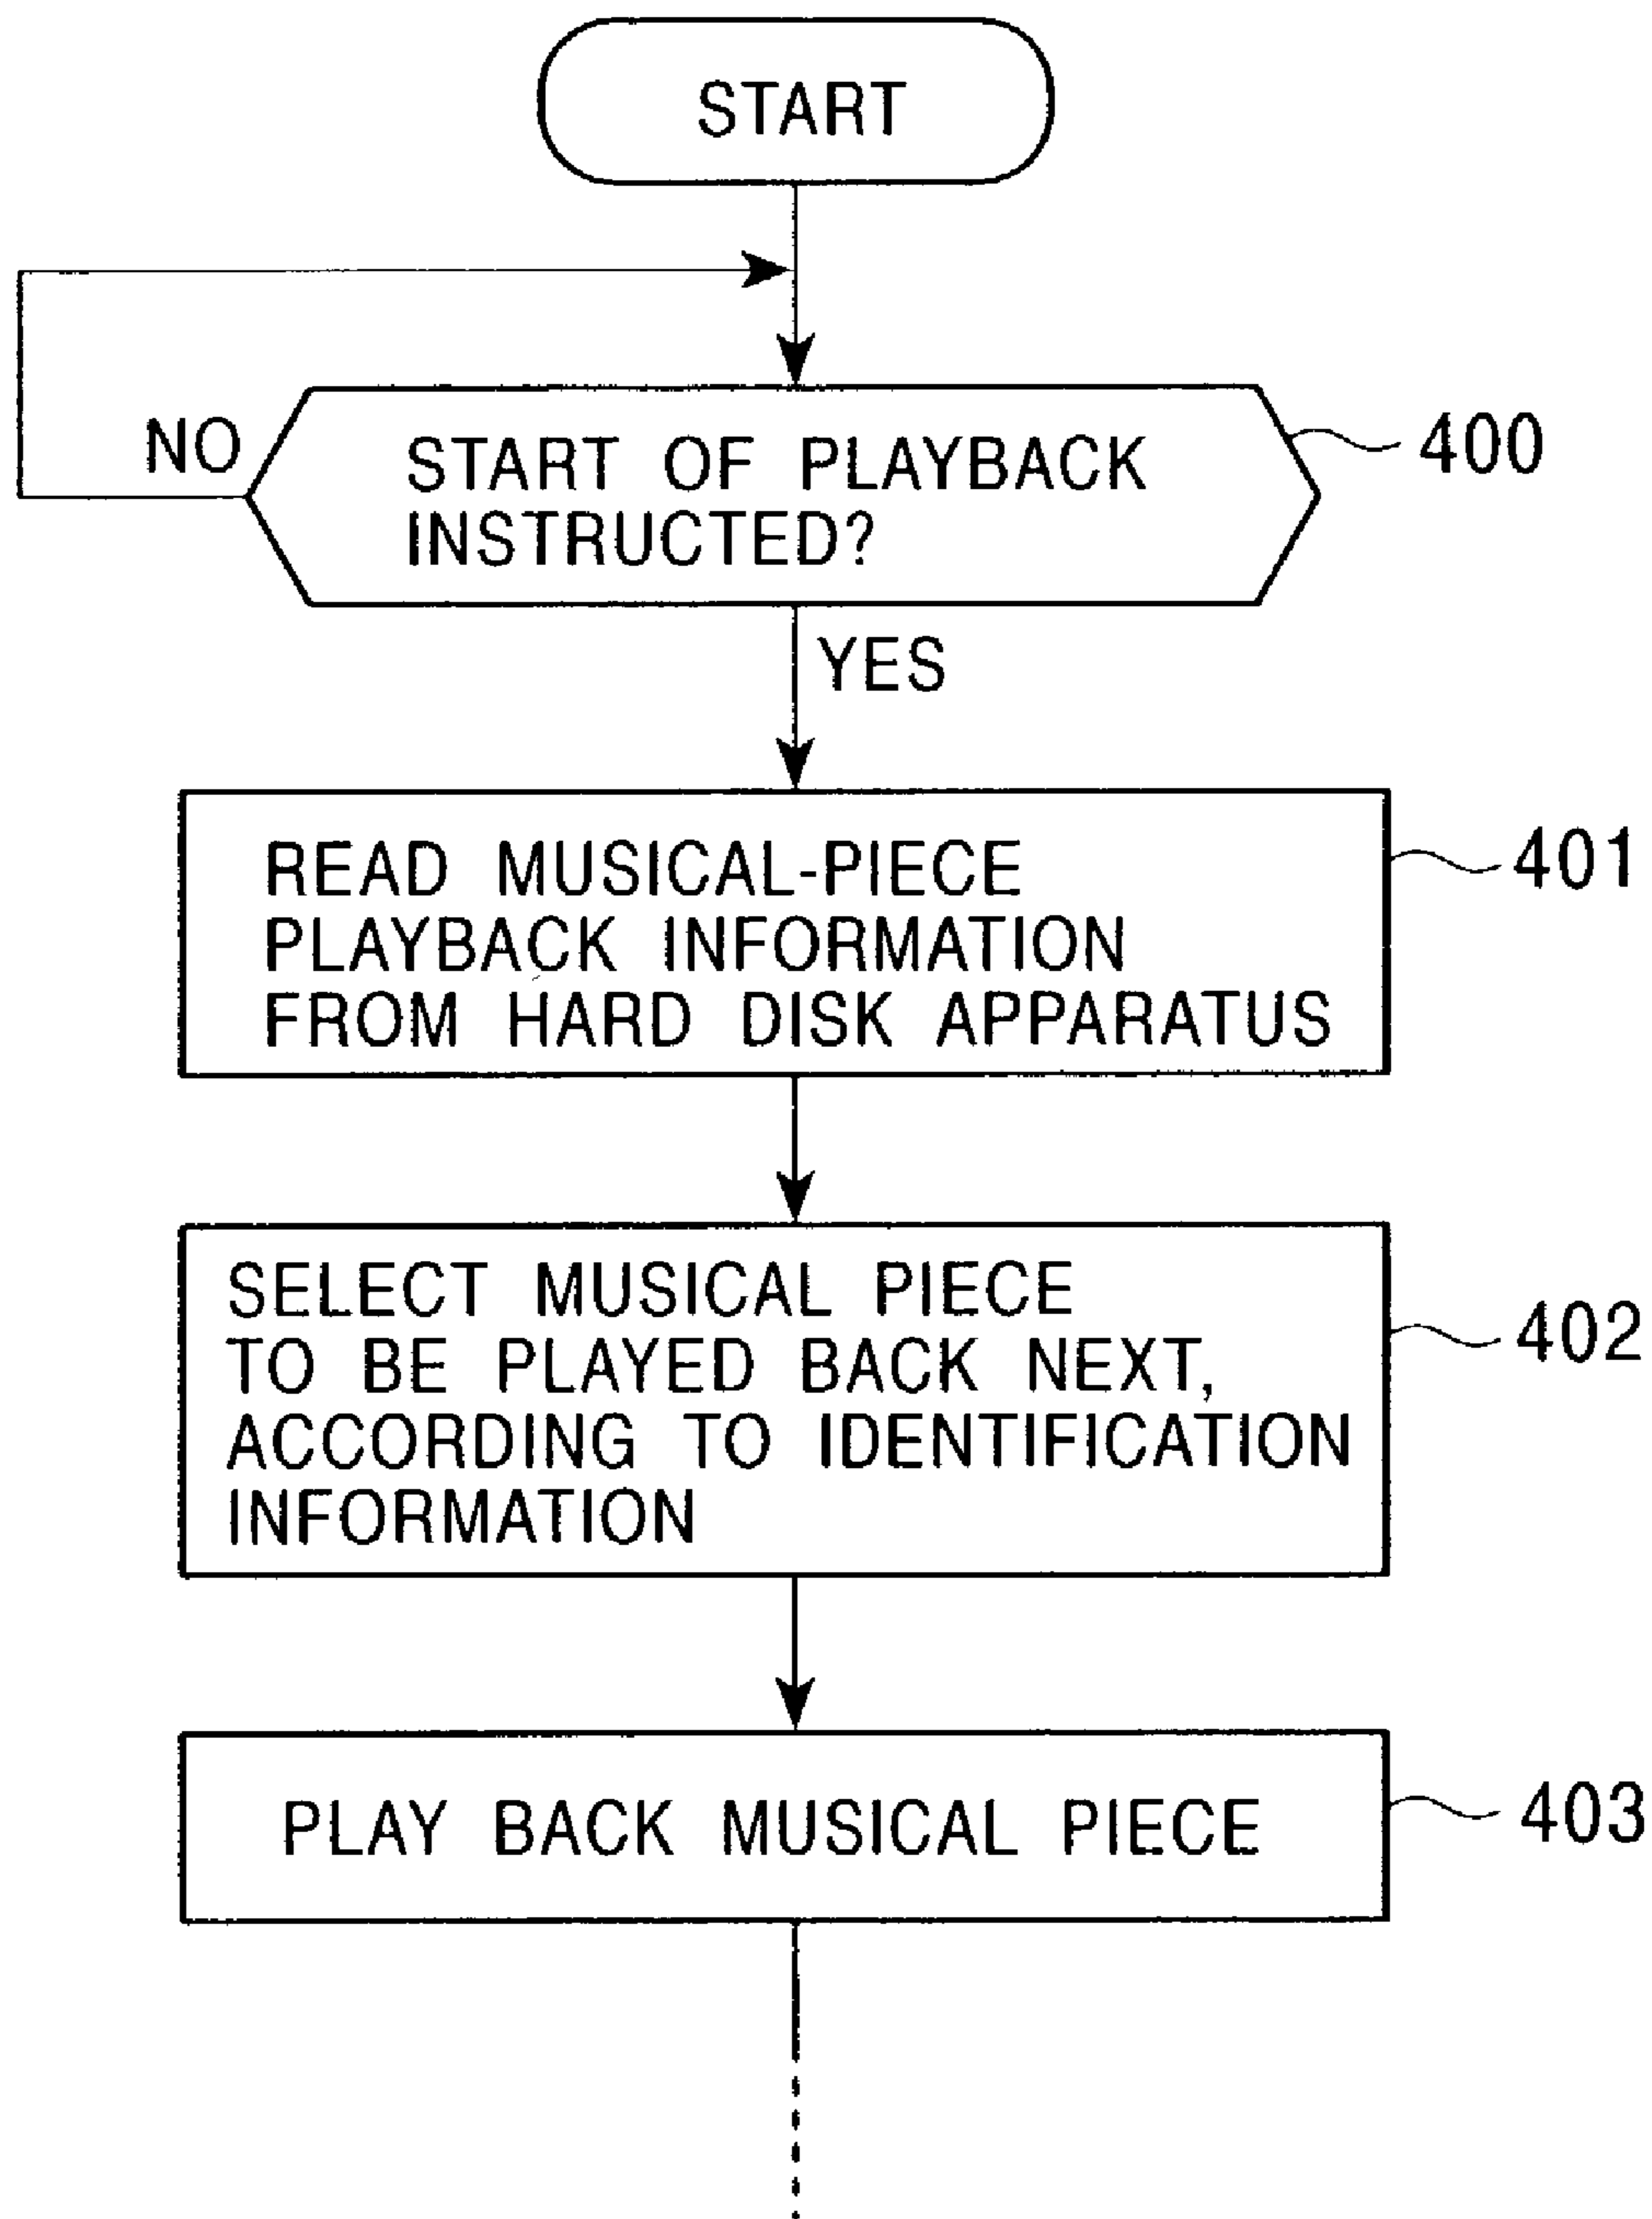 START
NO
START OF PLAYBACK
INSTRUCTED?
400
YES
READ MUSICAL-PIECE
PLAYBACK INFORMATION
FROM HARD DISK APPARATUS
401
SELECT MUSICAL PIECE
TO BE PLAYED BACK NEXT,
ACCORDING TO IDENTIFICATION
INFORMATION
402
PLAY BACK MUSICAL PIECE
403